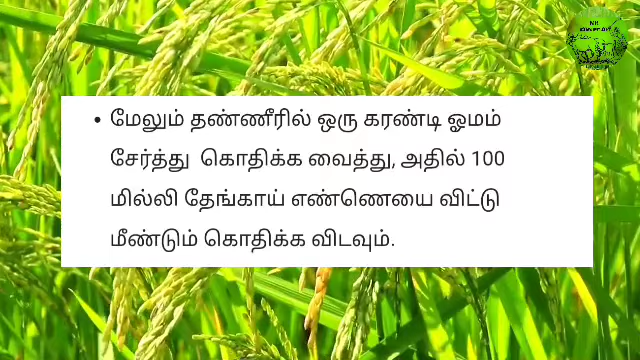 • மேலும் தண்ணீரில் ஒரு கரண்டி ஓமம்
சேர்த்து கொதிக்க வைத்து, அதில் 100
மில்லி தேங்காய் எண்ணெயை விட்டு
மீண்டும் கொதிக்க விடவும்.